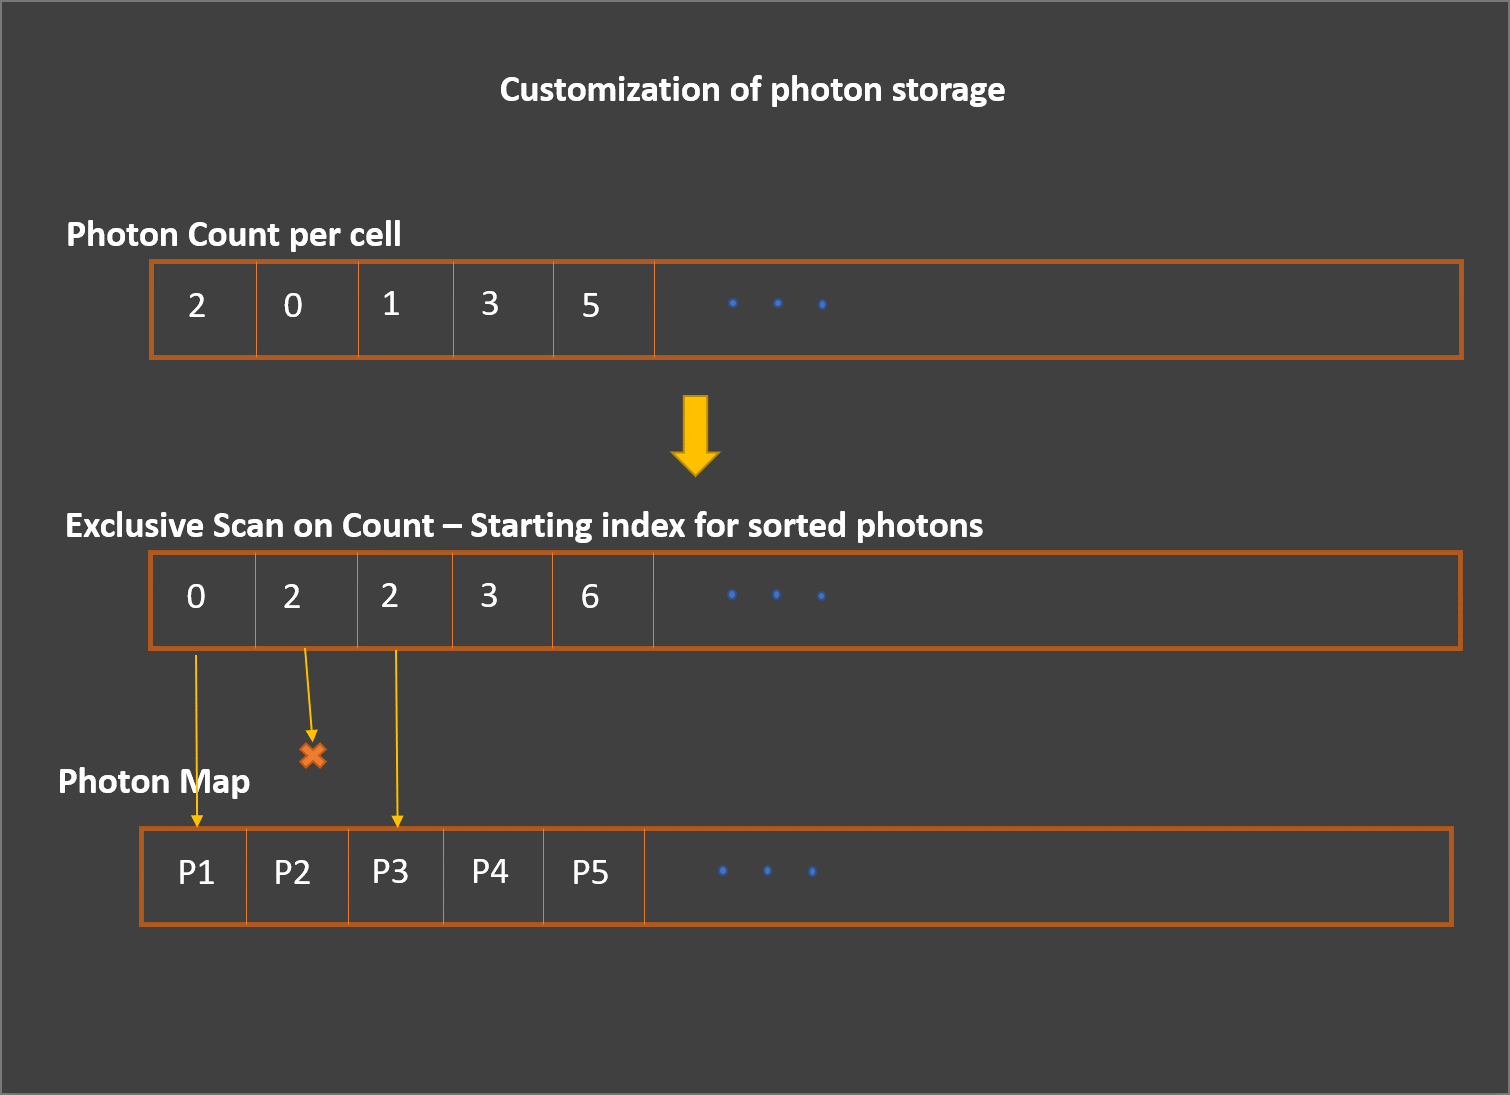 Customization of photon storage
Photon Count per cell
2 0 1 3 5
Exclusive Scan on Count – Starting index for sorted photons
0 2 2 3 6
Photon Map
P1 P2 P3 P4 P5